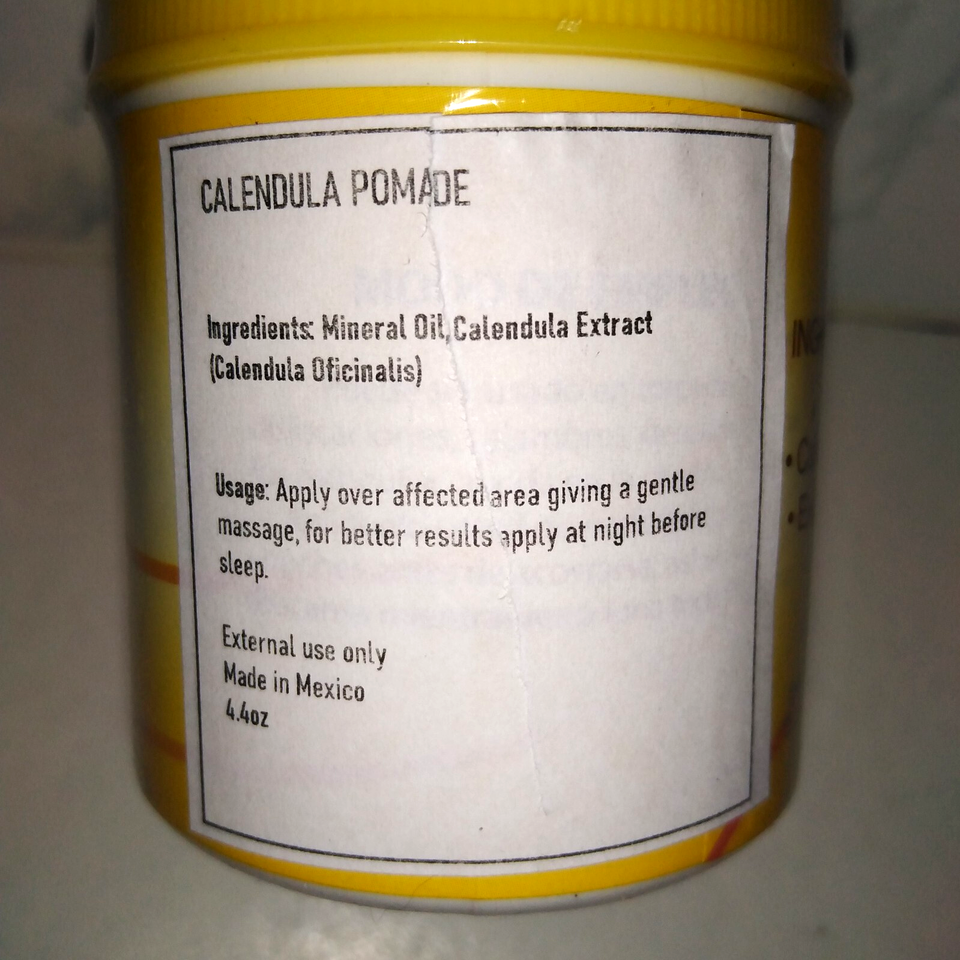 CALENDULA POMADE
Ingredients: Mineral Oil,Calendula Extract
(Calendula Oficinalis)
Usage: Apply over affected area giving a gentle
massage, for better results apply at night before
sleep.
External use only
Made in Mexico
4.4oz